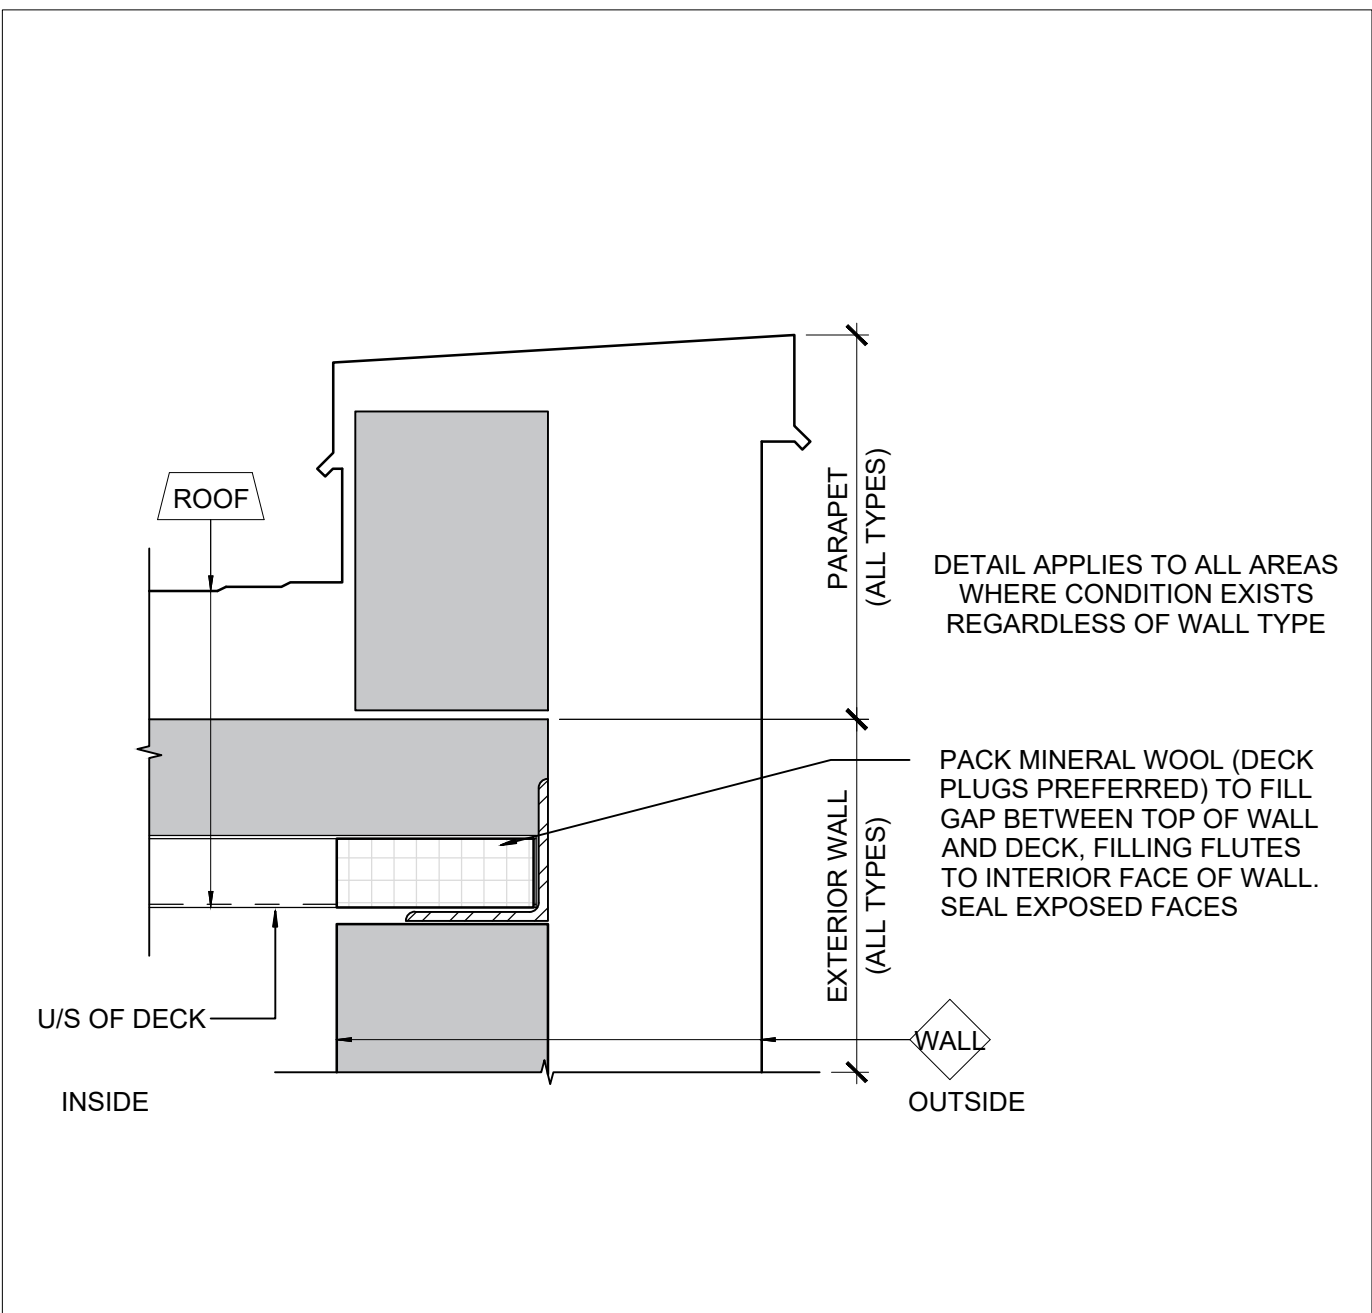 ROOF
PARAPET
(ALL TYPES)
DETAIL APPLIES TO ALL AREAS
WHERE CONDITION EXISTS
REGARDLESS OF WALL TYPE
PACK MINERAL WOOL (DECK
PLUGS PREFERRED) TO FILL
GAP BETWEEN TOP OF WALL
AND DECK, FILLING FLUTES
TO INTERIOR FACE OF WALL.
SEAL EXPOSED FACES
EXTERIOR WALL
(ALL TYPES)
U/S OF DECK
WALL
INSIDE
OUTSIDE